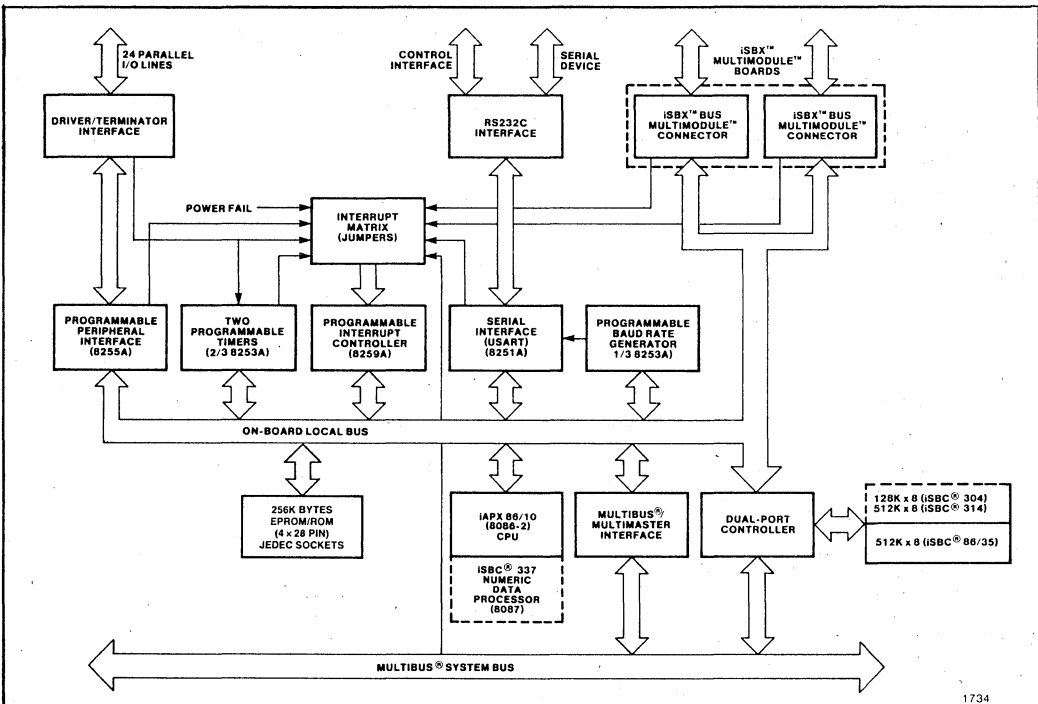 24 PARALLEL
I/O LINES
CONTROL
INTERFACE
SERIAL
DEVICE
iSBX™
MULTIMODULE™
BOARDS
DRIVER/TERMINATOR
INTERFACE
RS232C
INTERFACE
iSBX™ BUS
MULTIMODULE™
CONNECTOR
iSBX™ BUS
MULTIMODULE™
CONNECTOR
POWER FAIL
INTERRUPT
MATRIX
(JUMPERS)
PROGRAMMABLE
PERIPHERAL
INTERFACE
(8255A)
TWO
PROGRAMMABLE
TIMERS
(2/3 8253A)
PROGRAMMABLE
INTERRUPT
CONTROLLER
(8259A)
SERIAL
INTERFACE
(USART)
(8251A)
PROGRAMMABLE
BAUD RATE
GENERATOR
1/3 8253A)
ON-BOARD LOCAL BUS
256K BYTES
EPROM/ROM
(4 × 28 PIN)
JEDEC SOCKETS
iAPX 86/10
(8086-2)
CPU
iSBC® 337
NUMERIC
DATA
PROCESSOR
(8087)
MULTIBUS®/
MULTIMASTER
INTERFACE
DUAL-PORT
CONTROLLER
128K x 8 (iSBC® 304)
512K x 8 (iSBC® 314)
512K x 8 (iSBC® 86/35)
MULTIBUS® SYSTEM BUS
1734